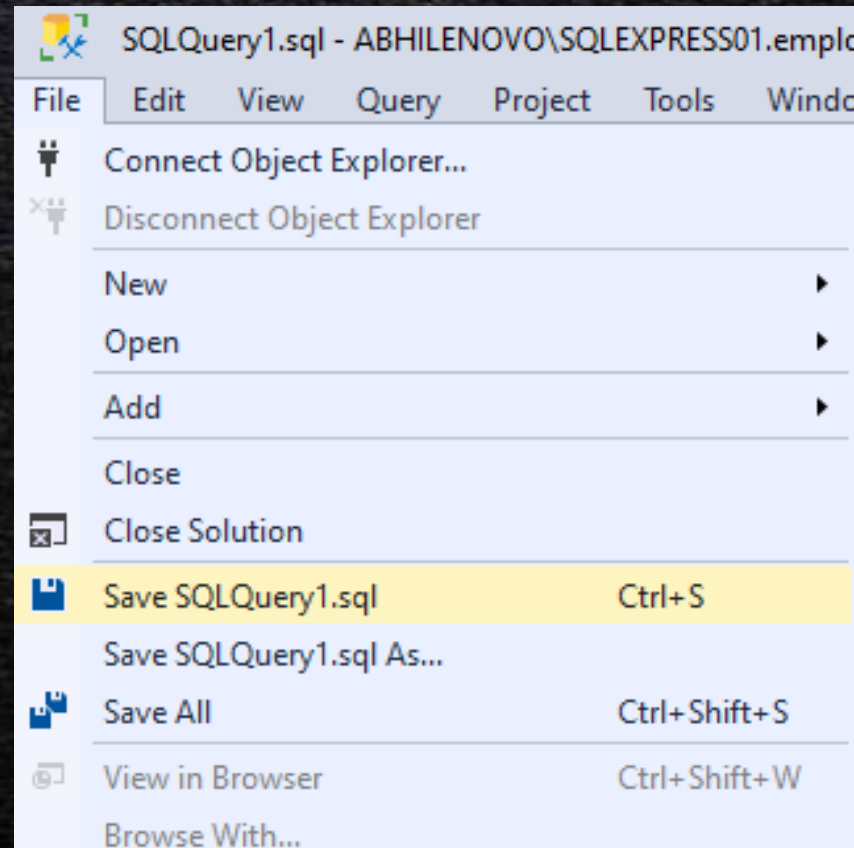 SQLQuery1.sql - ABHILENOVO\SQLEXPRESS01.emplo
File Edit View Query Project Tools Windo
Connect Object Explorer...
Disconnect Object Explorer
New
Open
Add
Close
Close Solution
Save SQLQuery1.sql Ctrl+S
Save SQLQuery1.sql As...
Save All Ctrl+Shift+S
View in Browser Ctrl+Shift+W
Browse With...